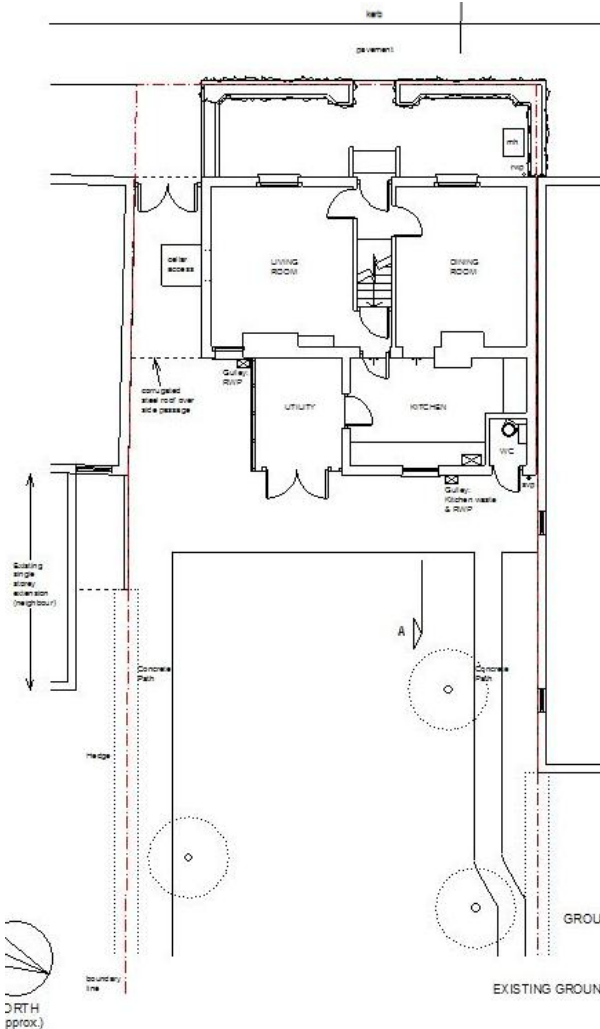 kerb
pavement
mh
rwp
cellar
access
LIVING
ROOM
DINING
ROOM
corrugated
steel roof over
side passage
Gulley:
RWP
UTILITY
KITCHEN
WC
svp
Gulley:
Kitchen waste
& RWP
Existing
single
storey
extension
(neighbour)
A
Concrete
Path
Concrete
Path
Hedge
GROU
boundary
line
EXISTING GROUN
ORTH
pprox.)